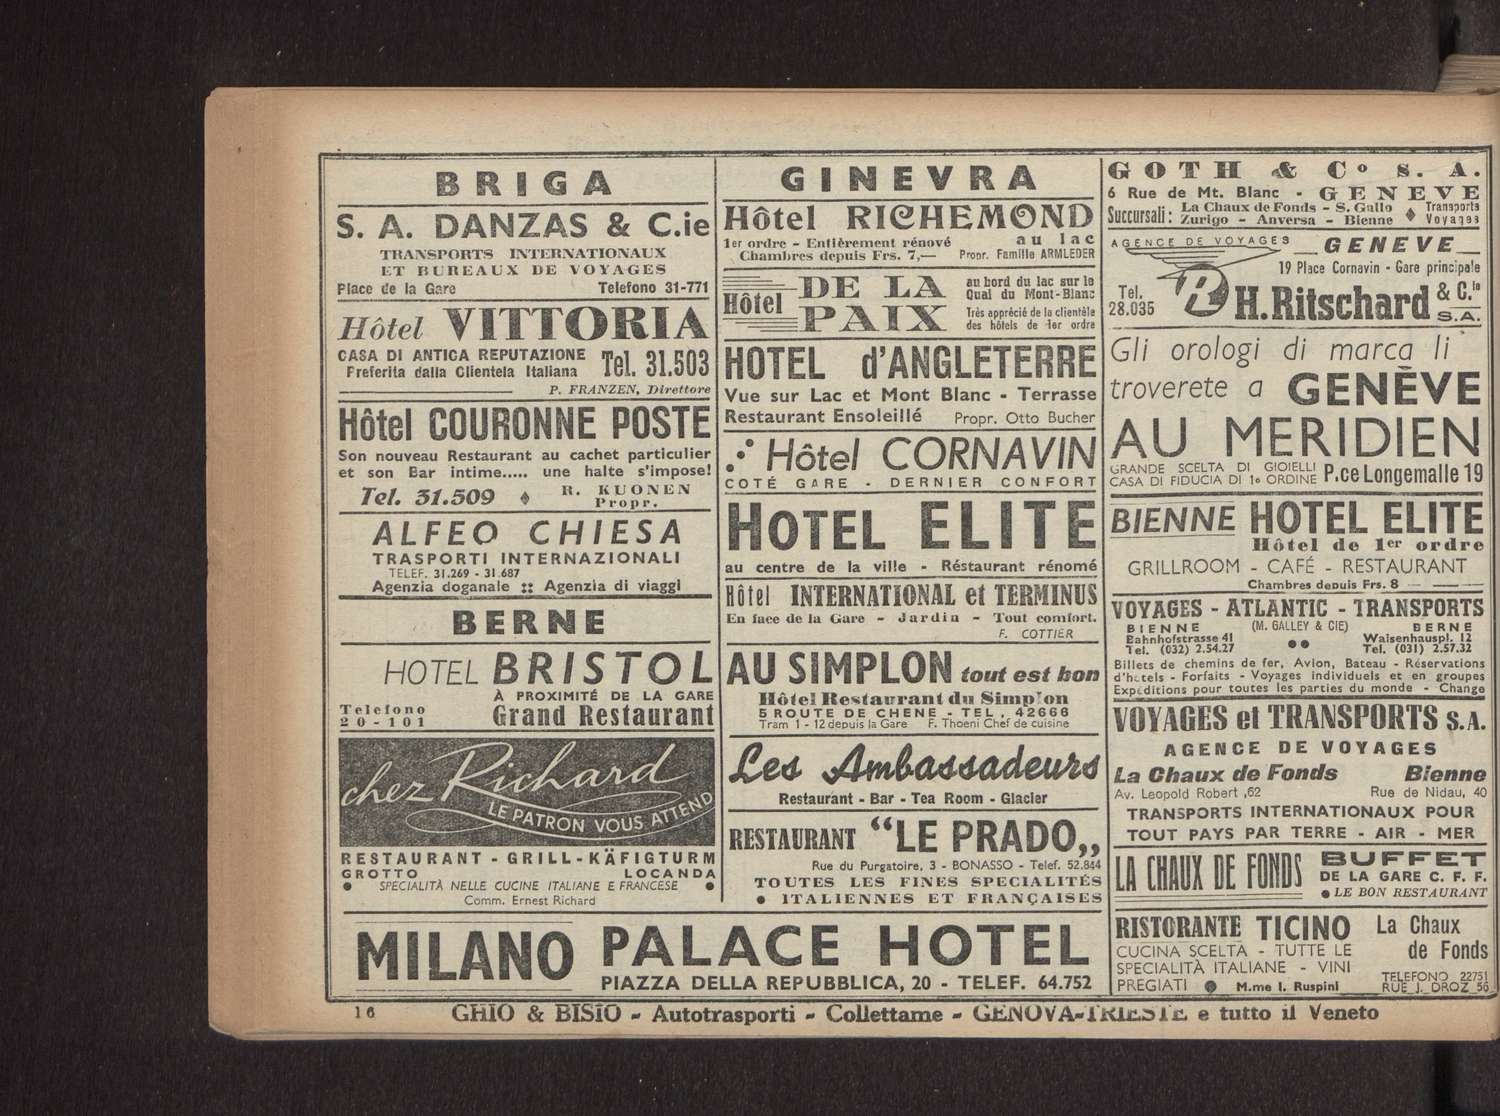 BRIGA
S. A. DANZAS & C.ie
TRANSPORTS INTERNATIONAUX
ET BUREAUX DE VOYAGES
Place de la Gare Telefono 31-771
Hôtel VITTORIA
CASA DI ANTICA REPUTAZIONE
Preferita dalla Clientela Italiana Tel. 31.503
P. FRANZEN, Direttore
Hôtel COURONNE POSTE
Son nouveau Restaurant au cachet particulier
et son Bar intime..... une halte s'impose!
Tel. 31.509 ♦ R. KUONEN
Propr.
ALFEO CHIESA
TRASPORTI INTERNAZIONALI
TELEF. 31.269 - 31.687
Agenzia doganale :: Agenzia di viaggi
BERNE
HOTEL BRISTOL
À PROXIMITÉ DE LA GARE
Telefono
20-101 Grand Restaurant
chez Richard
LE PATRON VOUS ATTEND
RESTAURANT - GRILL - KÄFIGTURM
GROTTO LOCANDA
● SPECIALITÀ NELLE CUCINE ITALIANE E FRANCESE ●
Comm. Ernest Richard
GINEVRA
Hôtel RICHEMOND
1er ordre - Entièrement rénové au lac
Chambres depuis Frs. 7,— Propr. Famille ARMLEDER
Hôtel DE LA PAIX
au bord du lac sur le
Quai du Mont-Blanc
Très apprécié de la clientèle
des hôtels de 1er ordre
HOTEL d'ANGLETERRE
Vue sur Lac et Mont Blanc - Terrasse
Restaurant Ensoleillé Propr. Otto Bucher
Hôtel CORNAVIN
COTÉ GARE - DERNIER CONFORT
HOTEL ELITE
au centre de la ville - Réstaurant rénomé
Hôtel INTERNATIONAL et TERMINUS
En face de la Gare - Jardin - Tout comfort.
F. COTTIER
AU SIMPLON tout est bon
Hôtel Restaurant du Simplon
5 ROUTE DE CHENE - TEL. 42666
Tram 1 - 12 depuis la Gare F. Thoeni Chef de cuisine
Les Ambassadeurs
Restaurant - Bar - Tea Room - Glacier
RESTAURANT “LE PRADO„
Rue du Purgatoire, 3 - BONASSO - Telef. 52.844
TOUTES LES FINES SPECIALITÉS
● ITALIENNES ET FRANÇAISES
MILANO PALACE HOTEL
PIAZZA DELLA REPUBBLICA, 20 - TELEF. 64.752
GOTH & Co S. A.
6 Rue de Mt. Blanc - GENEVE
Succursali: La Chaux de Fonds - S. Gallo ♦ Transports
Zurigo - Anversa - Bienne Voyages
AGENCE DE VOYAGES GENEVE
19 Place Cornavin - Gare principale
Tel.
28.035 R H. Ritschard & C.ie
S.A.
Gli orologi di marca li
troverete a GENÈVE
AU MERIDIEN
GRANDE SCELTA DI GIOIELLI
CASA DI FIDUCIA DI 1º ORDINE P.ce Longemalle 19
BIENNE HOTEL ELITE
Hôtel de 1er ordre
GRILLROOM - CAFÉ - RESTAURANT
Chambres depuis Frs. 8
VOYAGES - ATLANTIC - TRANSPORTS
BIENNE (M. GALLEY & CIE) BERNE
Bahnhofstrasse 41 ●● Waisenhauspl. 12
Tel. (032) 2.54.27 Tel. (031) 2.57.32
Billets de chemins de fer, Avion, Bateau - Réservations
d'hotels - Forfaits - Voyages individuels et en groupes
Expéditions pour toutes les parties du monde - Change
VOYAGES et TRANSPORTS S.A.
AGENCE DE VOYAGES
La Chaux de Fonds Bienne
Av. Leopold Robert ,62 Rue de Nidau, 40
TRANSPORTS INTERNATIONAUX POUR
TOUT PAYS PAR TERRE - AIR - MER
LA CHAUX DE FONDS BUFFET
DE LA GARE C. F. F.
● LE BON RESTAURANT
RISTORANTE TICINO La Chaux
de Fonds
CUCINA SCELTA - TUTTE LE
SPECIALITÀ ITALIANE - VINI
PREGIATI ● M.me I. Ruspini
TELEFONO 22751
RUE J. DROZ 56
16 GHIO & BISIO - Autotrasporti - Collettame - GENOVA-TRIESTE e tutto il Veneto